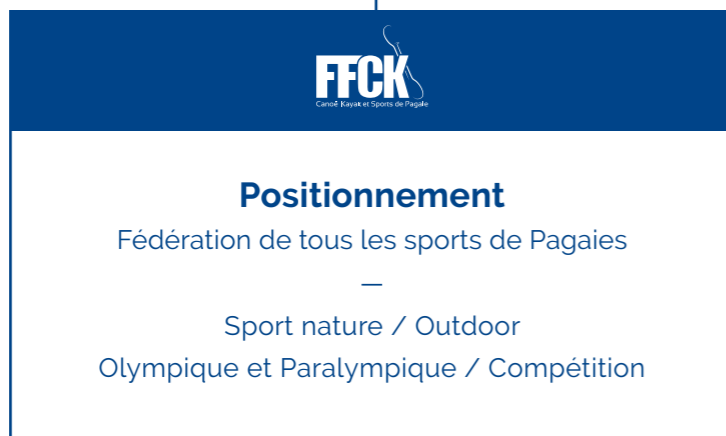 FFCK
Canoë Kayak et Sports de Pagaie
Positionnement
Fédération de tous les sports de Pagaies
—
Sport nature / Outdoor
Olympique et Paralympique / Compétition